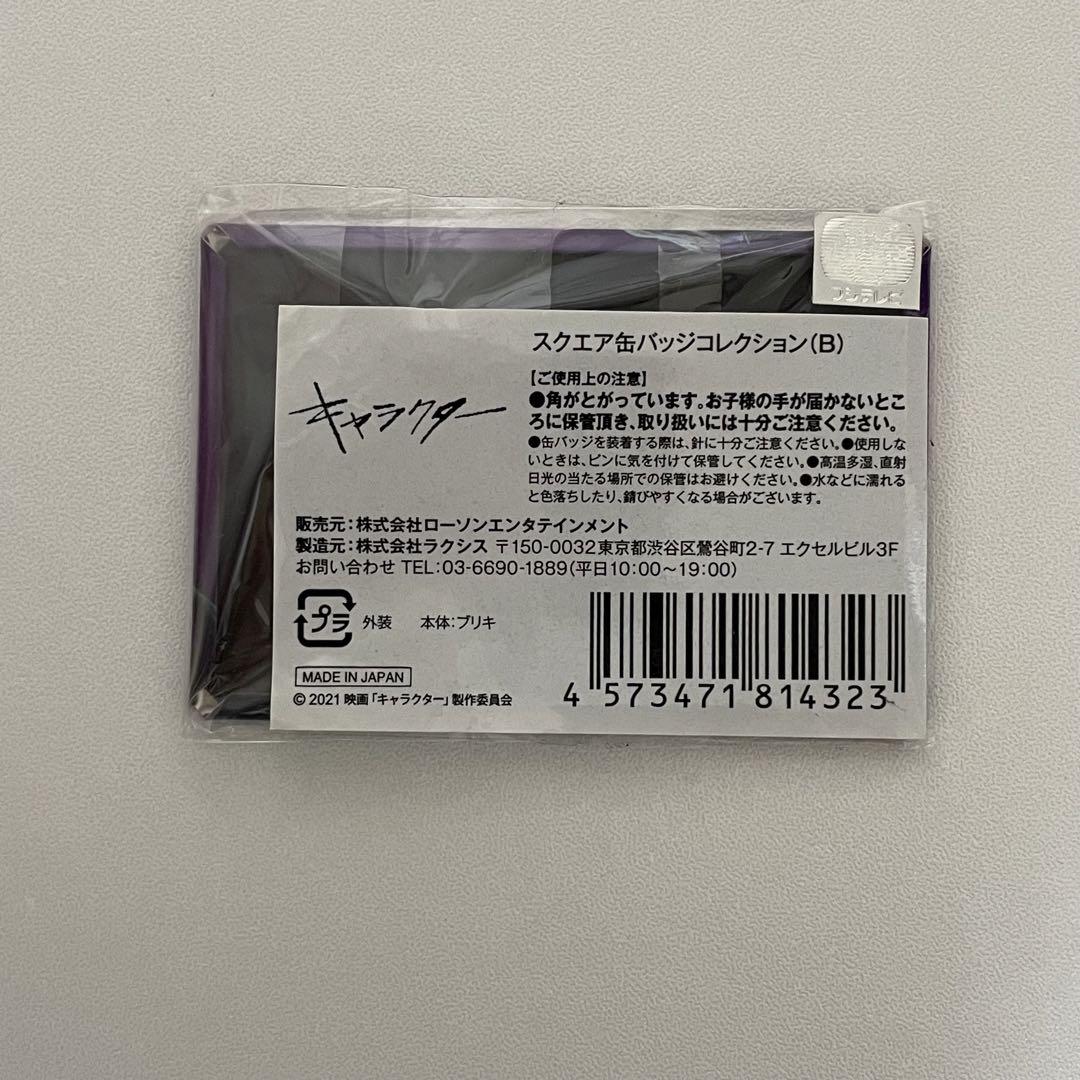 フジテレビ
スクエア缶バッジコレクション(B)
キャラクター
【ご使用上の注意】
●角がとがっています。お子様の手が届かないとこ
ろに保管頂き、取り扱いには十分ご注意ください。
●缶バッジを装着する際は、針に十分ご注意ください。●使用しな
いときは、ピンに気を付けて保管してください。●高温多湿、直射
日光の当たる場所での保管はお避けください。●水などに濡れる
と色落ちしたり、錆びやすくなる場合がございます。
販売元:株式会社ローソンエンタテインメント
製造元:株式会社ラクシス 〒150-0032東京都渋谷区鶯谷町2-7 エクセルビル3F
お問い合わせ TEL:03-6690-1889(平日10:00〜19:00)
プラ 外装 本体:ブリキ
MADE IN JAPAN
© 2021 映画「キャラクター」製作委員会
4 573471 814323